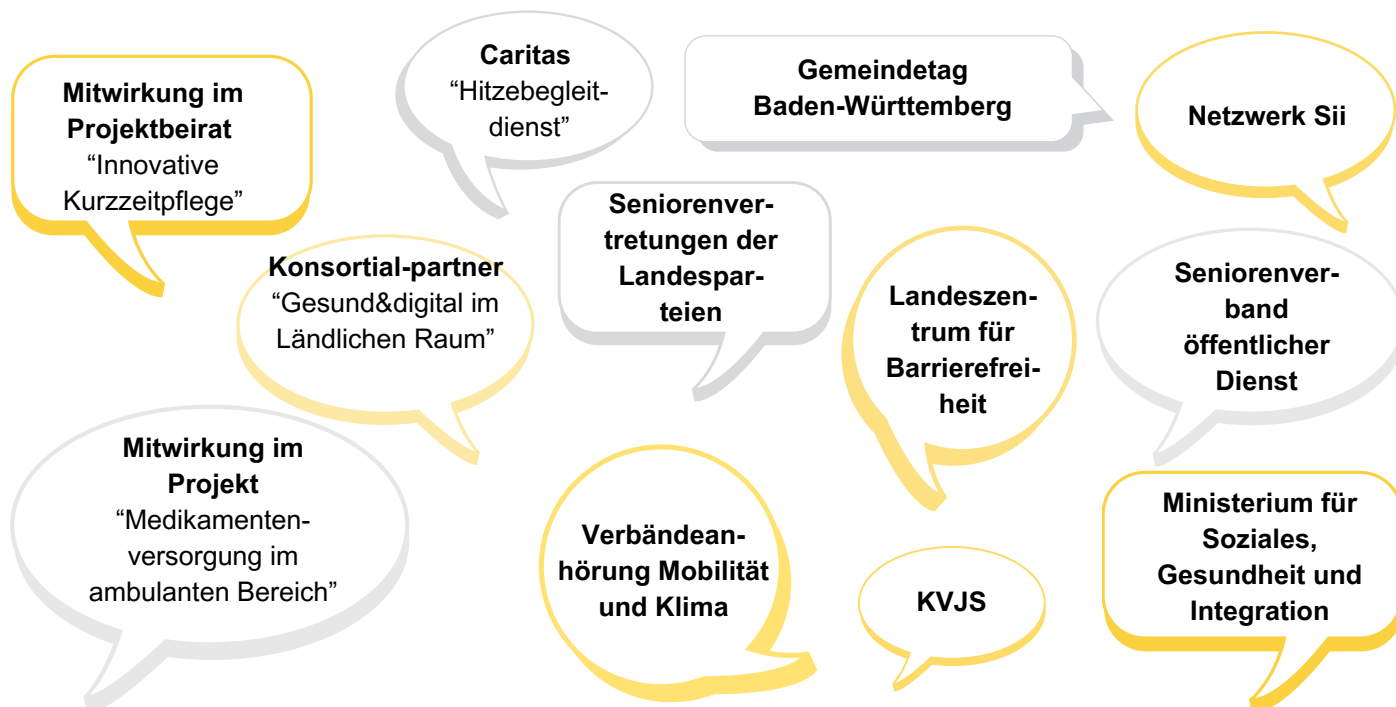 Mitwirkung im
Projektbeirat
“Innovative
Kurzzeitpflege”
Caritas
“Hitzebegleit-
dienst”
Gemeindetag
Baden-Württemberg
Netzwerk Sii
Konsortial-partner
“Gesund&digital im
Ländlichen Raum”
Seniorenver-
tretungen der
Landespar-
teien
Landeszen-
trum für
Barrierefrei-
heit
Seniorenver-
band
öffentlicher
Dienst
Mitwirkung im
Projekt
“Medikamenten-
versorgung im
ambulanten Bereich”
Verbändean-
hörung Mobilität
und Klima
KVJS
Ministerium für
Soziales,
Gesundheit und
Integration